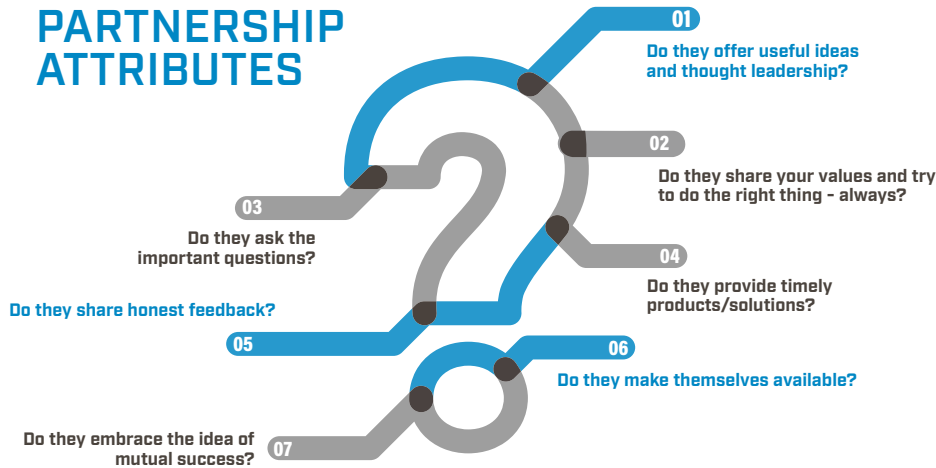 PARTNERSHIP
ATTRIBUTES
01
Do they offer useful ideas
and thought leadership?
02
Do they share your values and try
to do the right thing - always?
03
Do they ask the
important questions?
04
Do they provide timely
products/solutions?
Do they share honest feedback?
05
06
Do they make themselves available?
Do they embrace the idea of
mutual success?
07